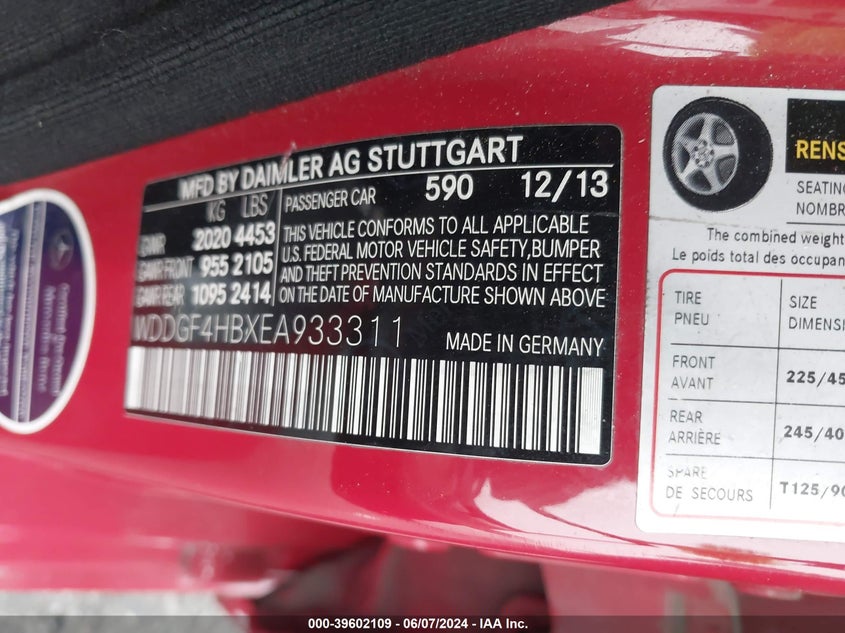 MFD BY DAIMLER AG STUTTGART
KG LBS
PASSENGER CAR 590 12/13
GVWR 2020 4453
GAWR FRONT 955 2105
GAWR REAR 1095 2414
THIS VEHICLE CONFORMS TO ALL APPLICABLE
U.S. FEDERAL MOTOR VEHICLE SAFETY,BUMPER
AND THEFT PREVENTION STANDARDS IN EFFECT
ON THE DATE OF MANUFACTURE SHOWN ABOVE
WDDGF4HBXEA933311
MADE IN GERMANY
RENS
SEATING
NOMBR
The combined weight
Le poids total des occupan
TIRE
PNEU
SIZE
DIMENSI
FRONT
AVANT
225/45
REAR
ARRIÈRE
245/40
SPARE
DE SECOURS
T125/90
000-39602109 - 06/07/2024 - IAA Inc.